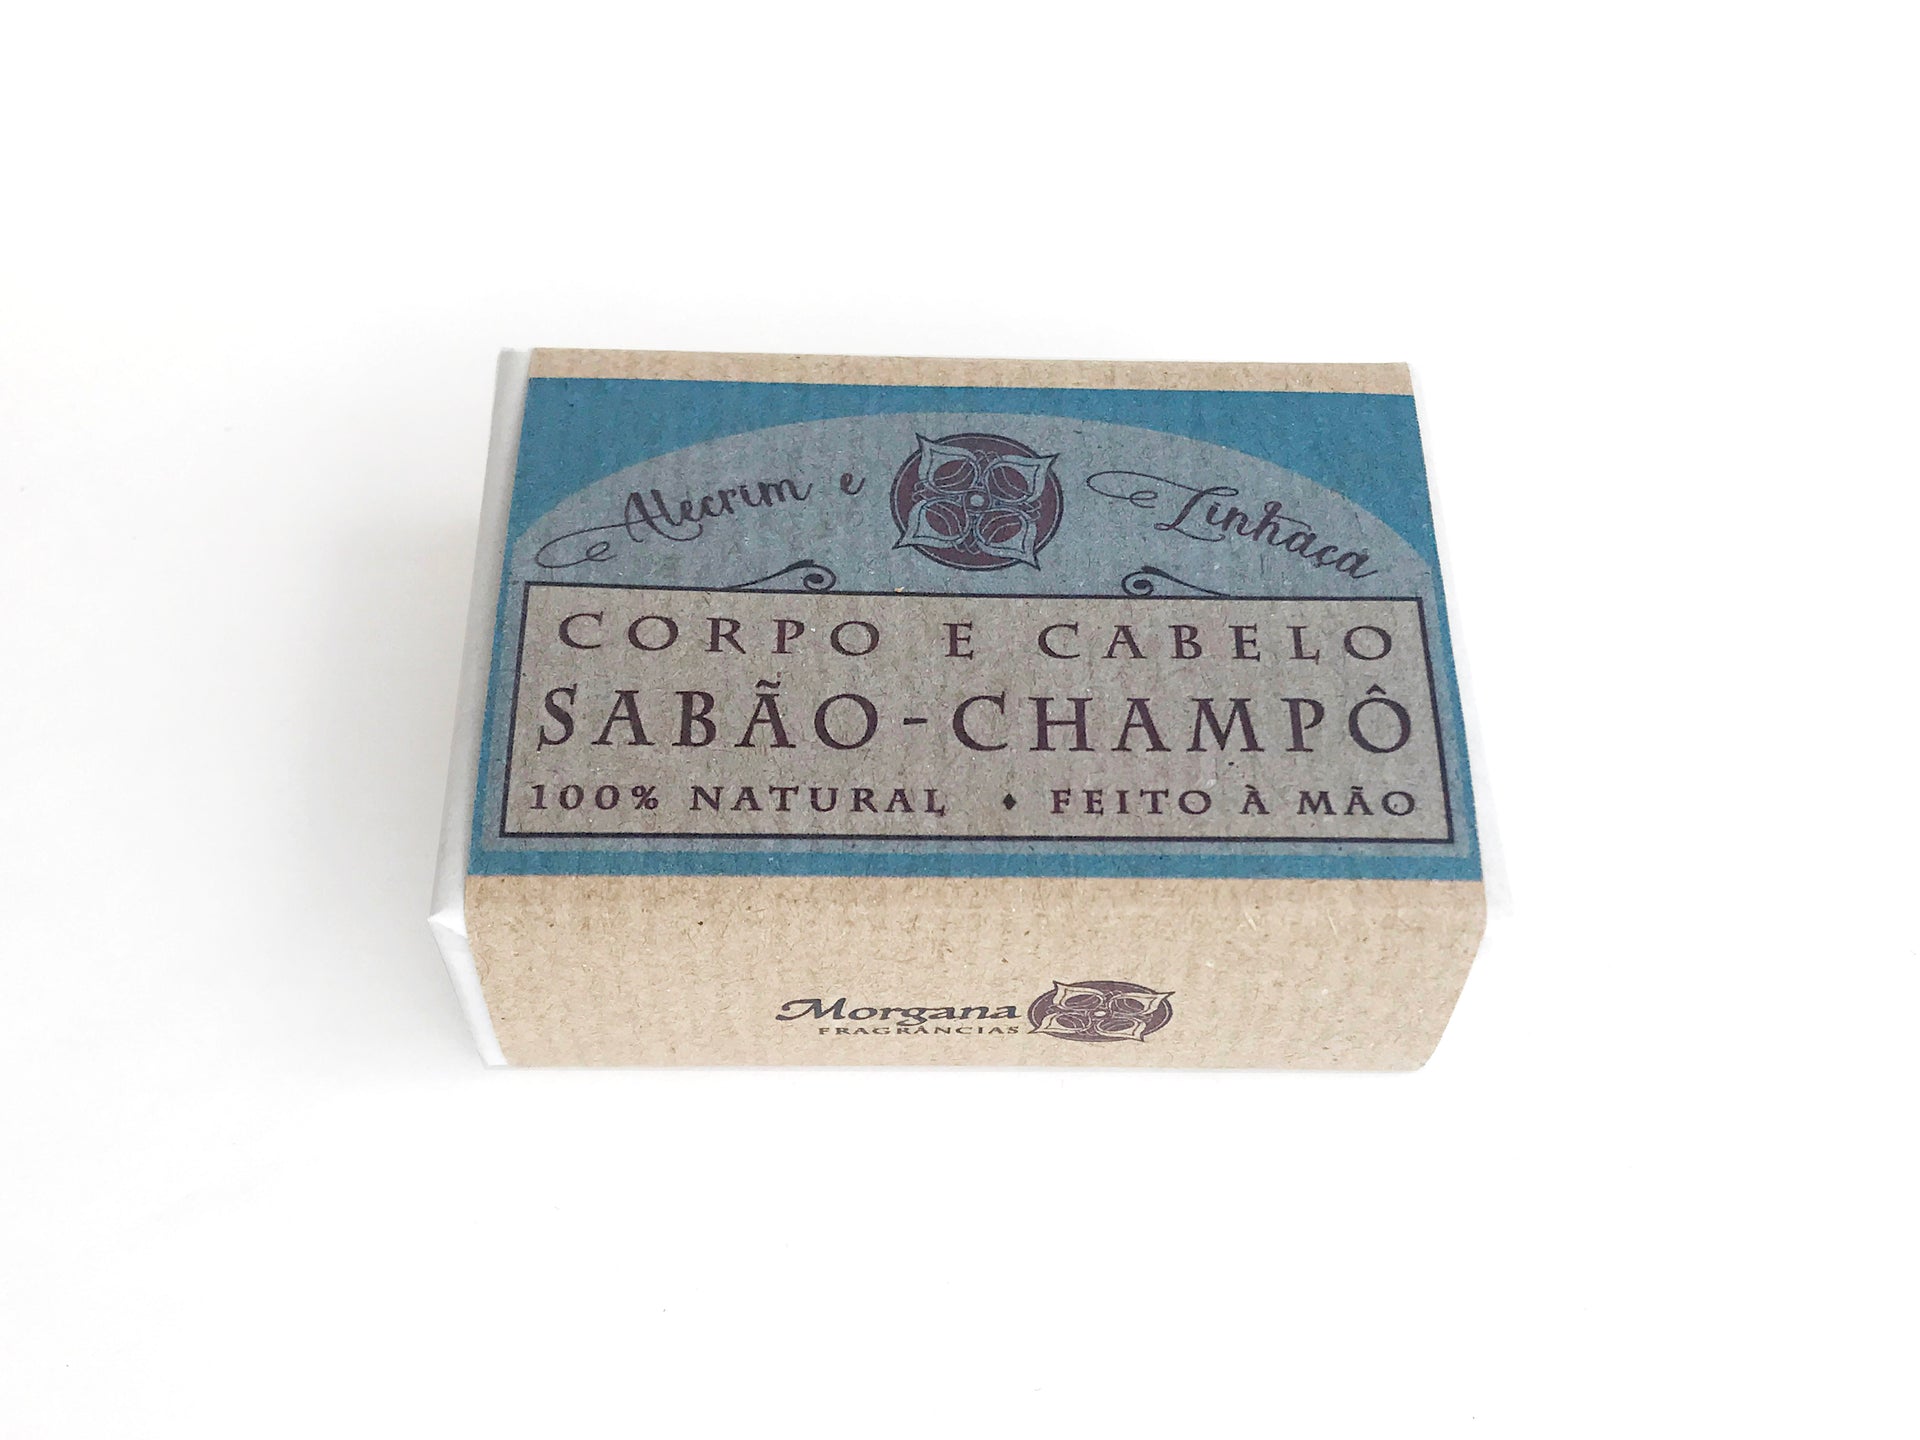 Alecrim e Linhaça
CORPO E CABELO
SABÃO-CHAMPÔ
100% NATURAL ♦ FEITO À MÃO
Morgana
FRAGRÂNCIAS